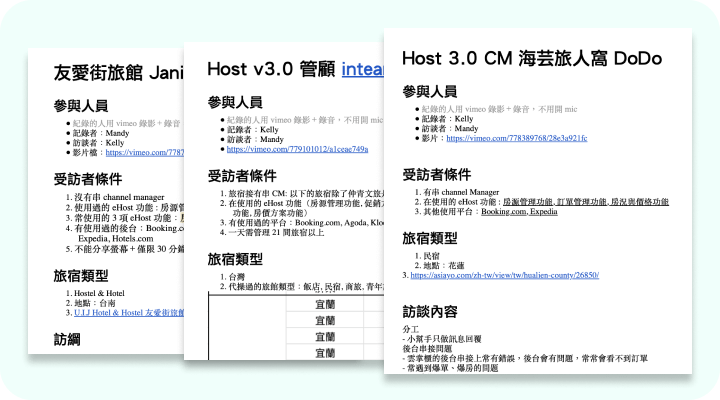 友愛街旅館 Jani
參與人員
● 紀錄的人用 vimeo 錄影 + 錄音
● 記錄者：Mandy
● 訪談者：Kelly
● 影片檔：https://vimeo.com/7787
受訪者條件
1. 沒有串 channel manager
2. 使用過的 eHost 功能：房源管
3. 常使用的 3 項 eHost 功能：
4. 有使用過的後台：Booking.co
Expedia, Hotels.com
5. 不能分享螢幕 + 僅限 30 分鐘
旅宿類型
1. Hostel & Hotel
2. 地點：台南
3. U.I.J Hotel & Hostel 友愛街旅館
訪綱
Host v3.0 管顧 intear
參與人員
● 紀錄的人用 vimeo 錄影 + 錄音，不用開 mic
● 記錄者：Kelly
● 訪談者：Mandy
● https://vimeo.com/779101012/a1ceae749a
受訪者條件
1. 旅宿接有串 CM: 以下的旅宿除了仲青文旅
2. 在使用的 eHost 功能（房源管理功能, 促銷
功能, 房價方案功能）
3. 有使用過的平台：Booking.com, Agoda, Kloo
4. 一天需管理 21 間旅宿以上
旅宿類型
1. 台灣
2. 代操過的旅館類型：飯店, 民宿, 商旅, 青年
宜蘭
宜蘭
宜蘭
宜蘭
Host 3.0 CM 海芸旅人窩 DoDo
參與人員
● 紀錄的人用 vimeo 錄影 + 錄音，不用開 mic
● 記錄者：Kelly
● 訪談者：Mandy
● 影片：https://vimeo.com/778389768/28e3a921fc
受訪者條件
1. 有串 channel Manager
2. 在使用的 eHost 功能 : 房源管理功能, 訂單管理功能, 房況與價格功能
3. 其他使用平台：Booking.com, Expedia
旅宿類型
1. 民宿
2. 地點：花蓮
3. https://asiayo.com/zh-tw/view/tw/hualien-county/26850/
訪談內容
分工
- 小幫手只做訊息回覆
後台串接問題
- 雲掌櫃的後台串接上常有錯誤，後台會有問題，常常會看不到訂單
- 常遇到爆單、爆房的問題